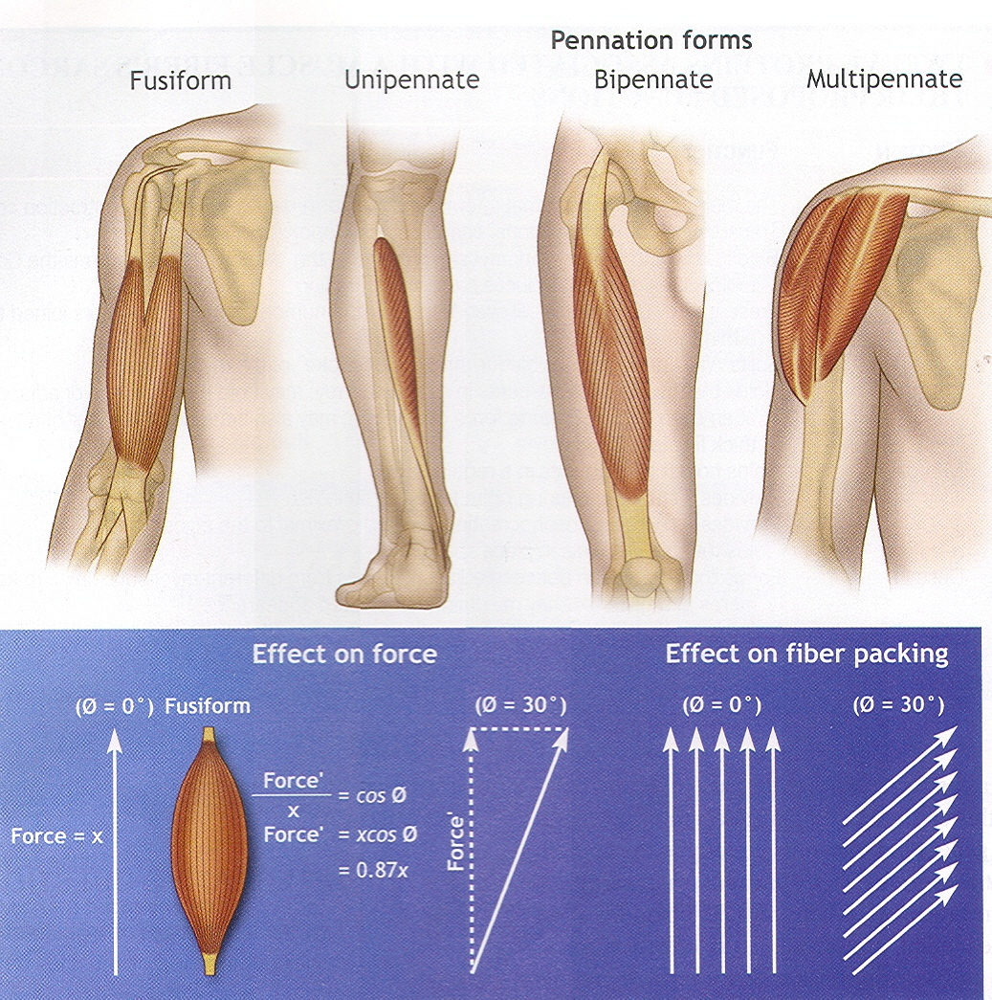 Pennation forms
Fusiform
Unipennate
Bipennate
Multipennate
Effect on force
(Ø = 0°) Fusiform
Force = x
Force'
x
= cos Ø
Force' = xcos Ø
= 0.87x
(Ø = 30°)
Force'
Effect on fiber packing
(Ø = 0°)
(Ø = 30°)